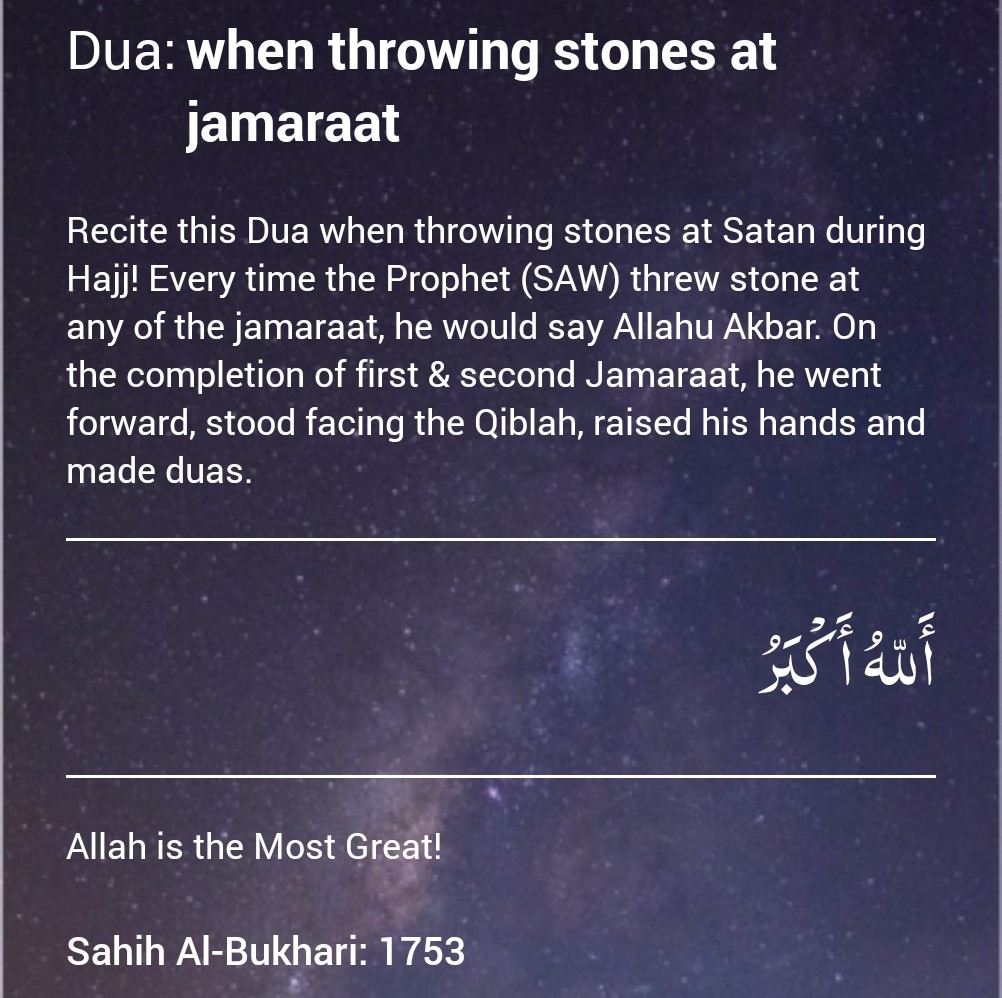 Dua: when throwing stones at
jamaraat
Recite this Dua when throwing stones at Satan during
Hajj! Every time the Prophet (SAW) threw stone at
any of the jamaraat, he would say Allahu Akbar. On
the completion of first & second Jamaraat, he went
forward, stood facing the Qiblah, raised his hands and
made duas.
أَللّٰهُ أَكْبَرُ
Allah is the Most Great!
Sahih Al-Bukhari: 1753